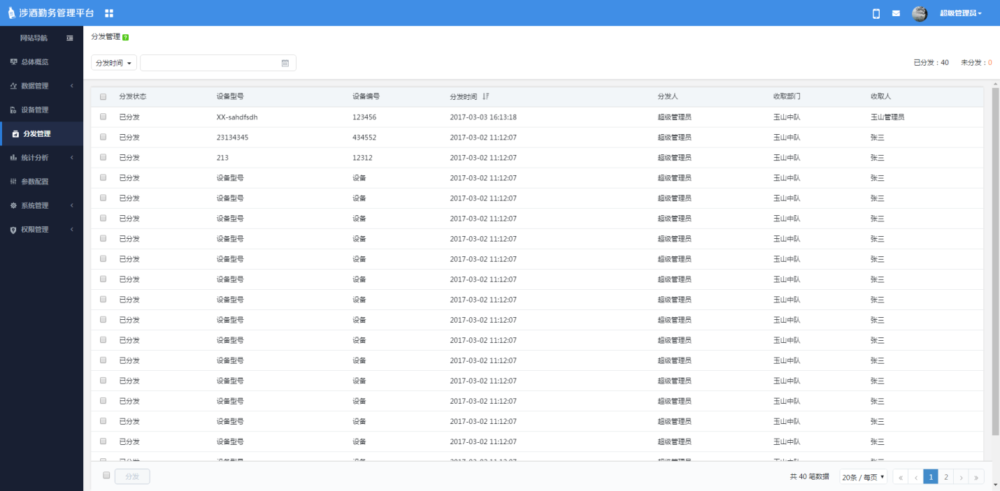 涉酒勤务管理平台
超级管理员
网站导航
总体概览
数据管理
设备管理
分发管理
统计分析
参数配置
系统管理
权限管理
分发管理 ?
分发时间
已分发：40 未分发：0
分发状态 设备型号 设备编号 分发时间 分发人 收取部门 收取人
已分发 XX-sahdfsdh 123456 2017-03-03 16:13:18 超级管理员 玉山中队 玉山管理员
已分发 23134345 434552 2017-03-02 11:12:07 超级管理员 玉山中队 张三
已分发 213 12312 2017-03-02 11:12:07 超级管理员 玉山中队 张三
已分发 设备型号 设备 2017-03-02 11:12:07 超级管理员 玉山中队 张三
已分发 设备型号 设备 2017-03-02 11:12:07 超级管理员 玉山中队 张三
已分发 设备型号 设备 2017-03-02 11:12:07 超级管理员 玉山中队 张三
已分发 设备型号 设备 2017-03-02 11:12:07 超级管理员 玉山中队 张三
已分发 设备型号 设备 2017-03-02 11:12:07 超级管理员 玉山中队 张三
已分发 设备型号 设备 2017-03-02 11:12:07 超级管理员 玉山中队 张三
已分发 设备型号 设备 2017-03-02 11:12:07 超级管理员 玉山中队 张三
已分发 设备型号 设备 2017-03-02 11:12:07 超级管理员 玉山中队 张三
已分发 设备型号 设备 2017-03-02 11:12:07 超级管理员 玉山中队 张三
已分发 设备型号 设备 2017-03-02 11:12:07 超级管理员 玉山中队 张三
已分发 设备型号 设备 2017-03-02 11:12:07 超级管理员 玉山中队 张三
已分发 设备型号 设备 2017-03-02 11:12:07 超级管理员 玉山中队 张三
已分发 设备型号 设备 2017-03-02 11:12:07 超级管理员 玉山中队 张三
已分发 设备型号 设备 2017-03-02 11:12:07 超级管理员 玉山中队 张三
分发
共 40 笔数据 20条 / 每页 « ‹ 1 2 › »